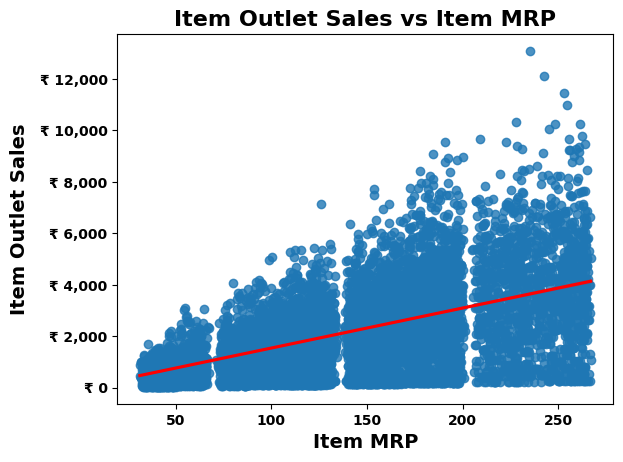 Item Outlet Sales vs Item MRP
Item Outlet Sales
₹ 12,000
₹ 10,000
₹ 8,000
₹ 6,000
₹ 4,000
₹ 2,000
₹ 0
50 100 150 200 250
Item MRP